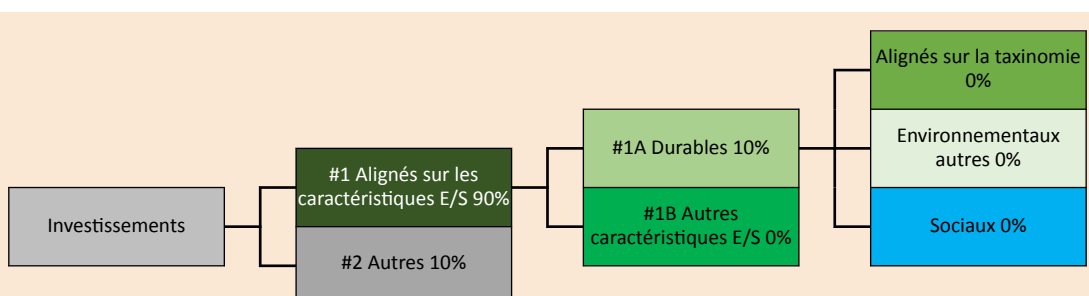 Investissements
#1 Alignés sur les
caractéristiques E/S 90%
#2 Autres 10%
#1A Durables 10%
#1B Autres
caractéristiques E/S 0%
Alignés sur la taxinomie
0%
Environnementaux
autres 0%
Sociaux 0%